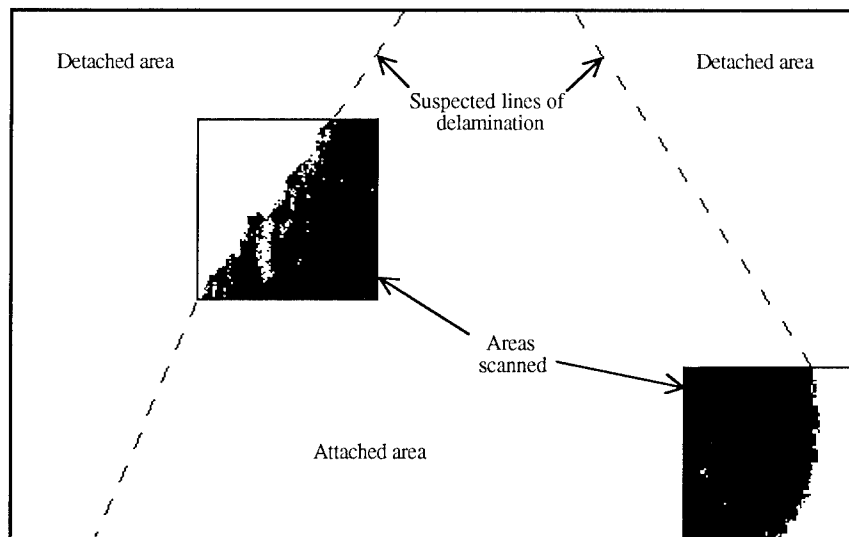 Detached area
Detached area
Suspected lines of
delamination
Areas
scanned
Attached area